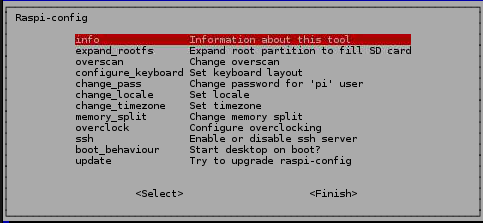 Raspi-config
info Information about this tool
expand_rootfs Expand root partition to fill SD card
overscan Change overscan
configure_keyboard Set keyboard layout
change_pass Change password for 'pi' user
change_locale Set locale
change_timezone Set timezone
memory_split Change memory split
overclock Configure overclocking
ssh Enable or disable ssh server
boot_behaviour Start desktop on boot?
update Try to upgrade raspi-config
<Select> <Finish>